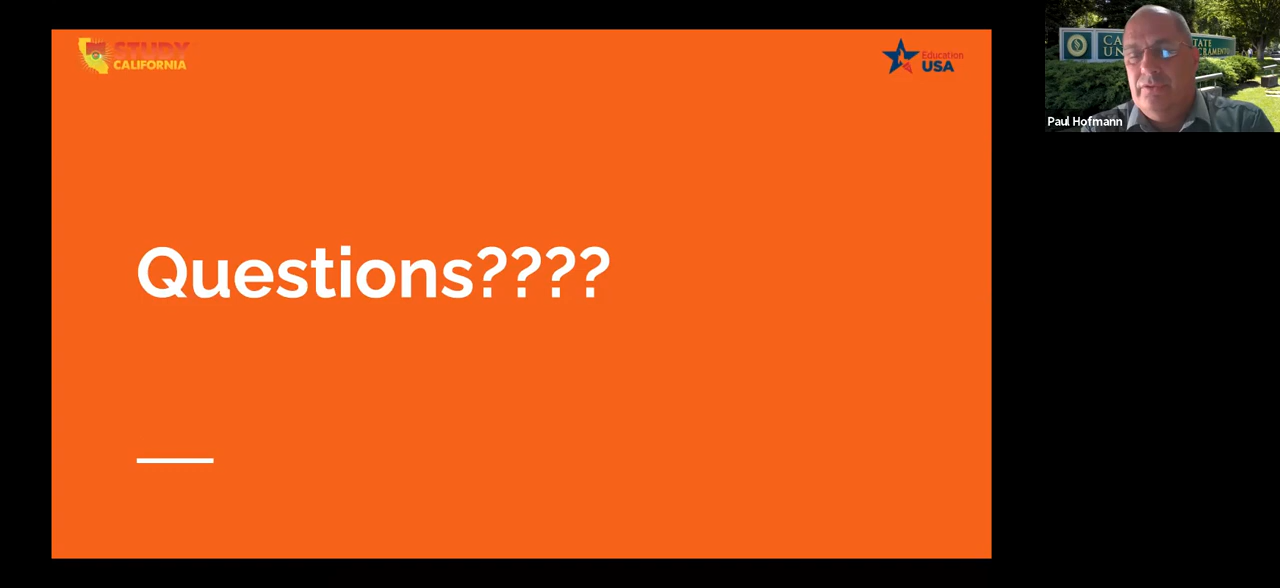 STUDY
CALIFORNIA
Education
USA
Questions????
Paul Hofmann